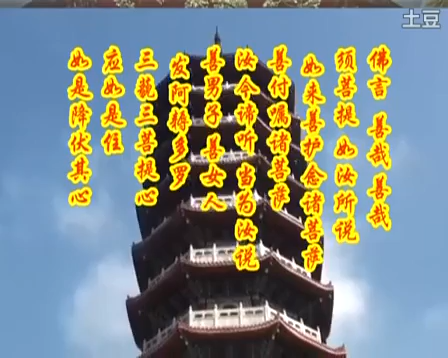 土豆
佛言 善哉 善哉
须菩提 如汝所说
如来善护念诸菩萨
善付嘱诸菩萨
汝今谛听 当为汝说
善男子 善女人
发阿耨多罗
三藐三菩提心
应如是住
如是降伏其心